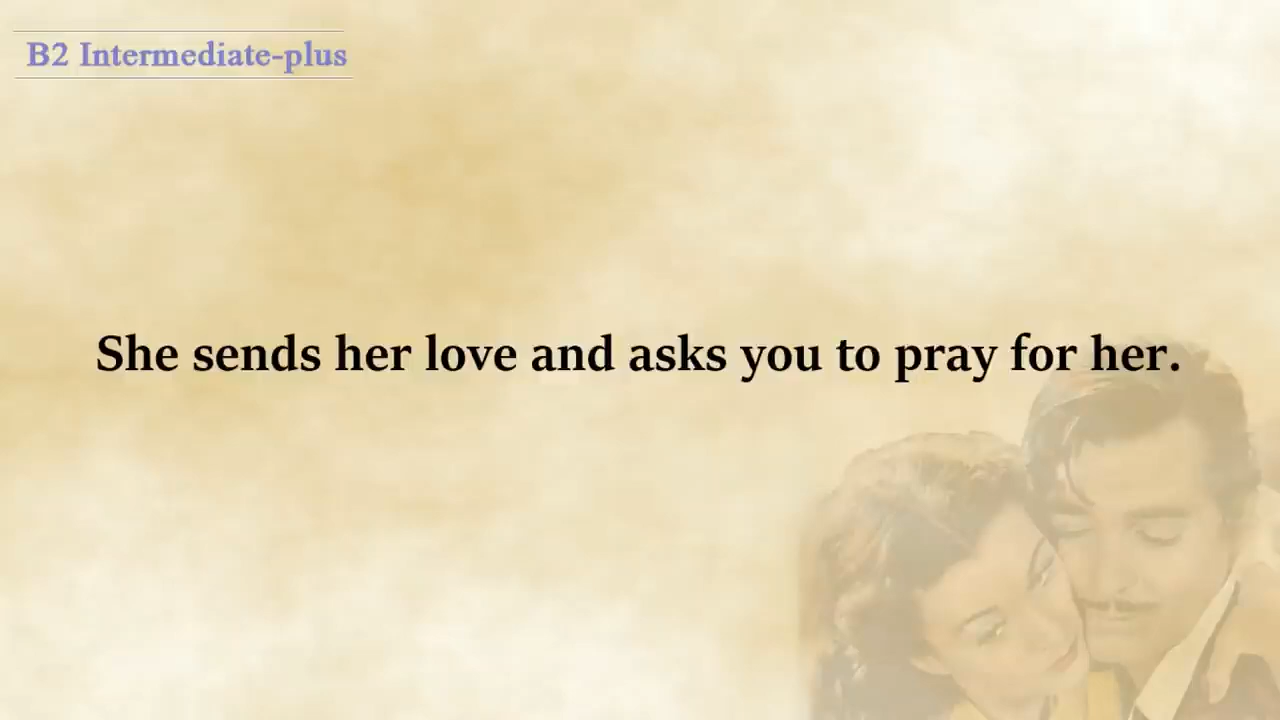 B2 Intermediate-plus
She sends her love and asks you to pray for her.